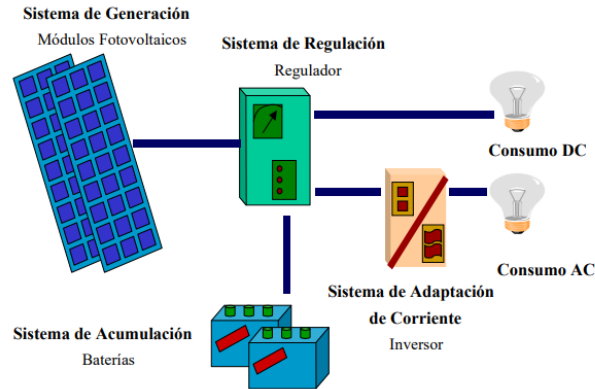 Sistema de Generación
Módulos Fotovoltaicos
Sistema de Regulación
Regulador
Consumo DC
Consumo AC
Sistema de Adaptación
de Corriente
Inversor
Sistema de Acumulación
Baterías